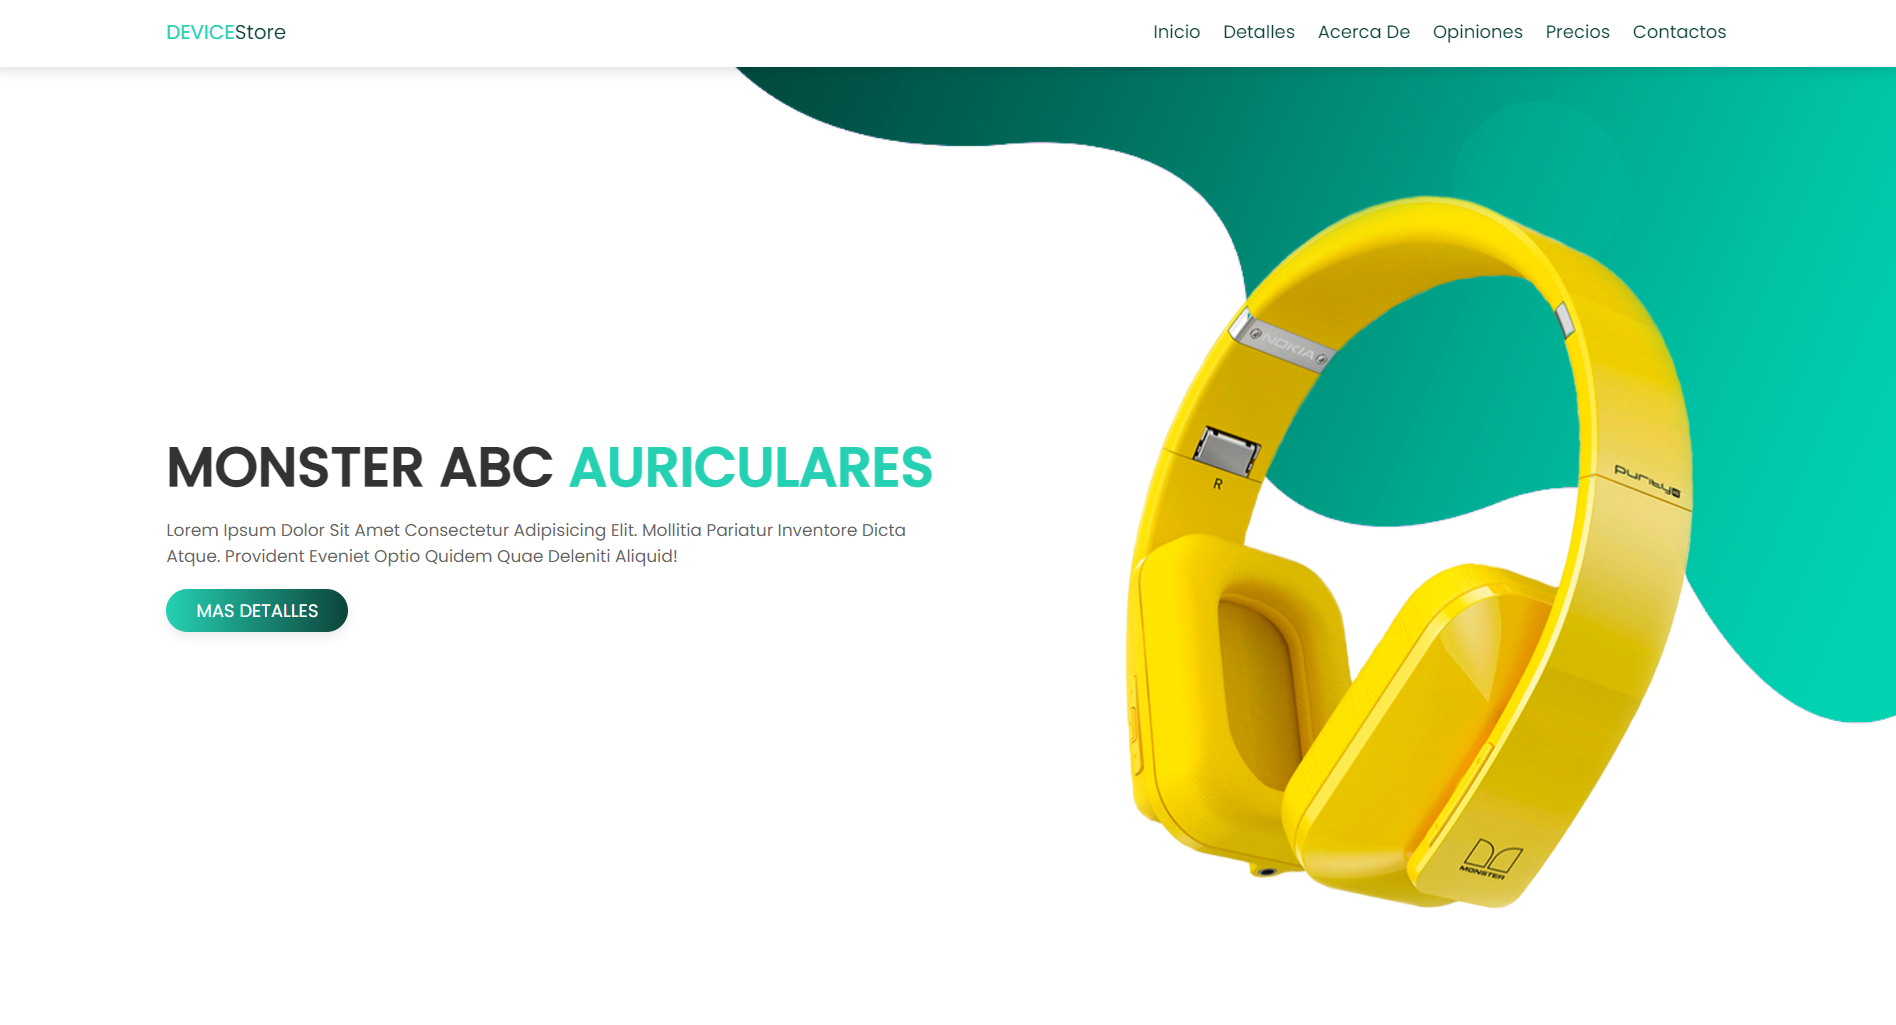 DEVICEStore
Inicio Detalles Acerca De Opiniones Precios Contactos
NOKIA
R
purity
MONSTER ABC AURICULARES
Lorem Ipsum Dolor Sit Amet Consectetur Adipisicing Elit. Mollitia Pariatur Inventore Dicta
Atque. Provident Eveniet Optio Quidem Quae Deleniti Aliquid!
MAS DETALLES
MONSTER